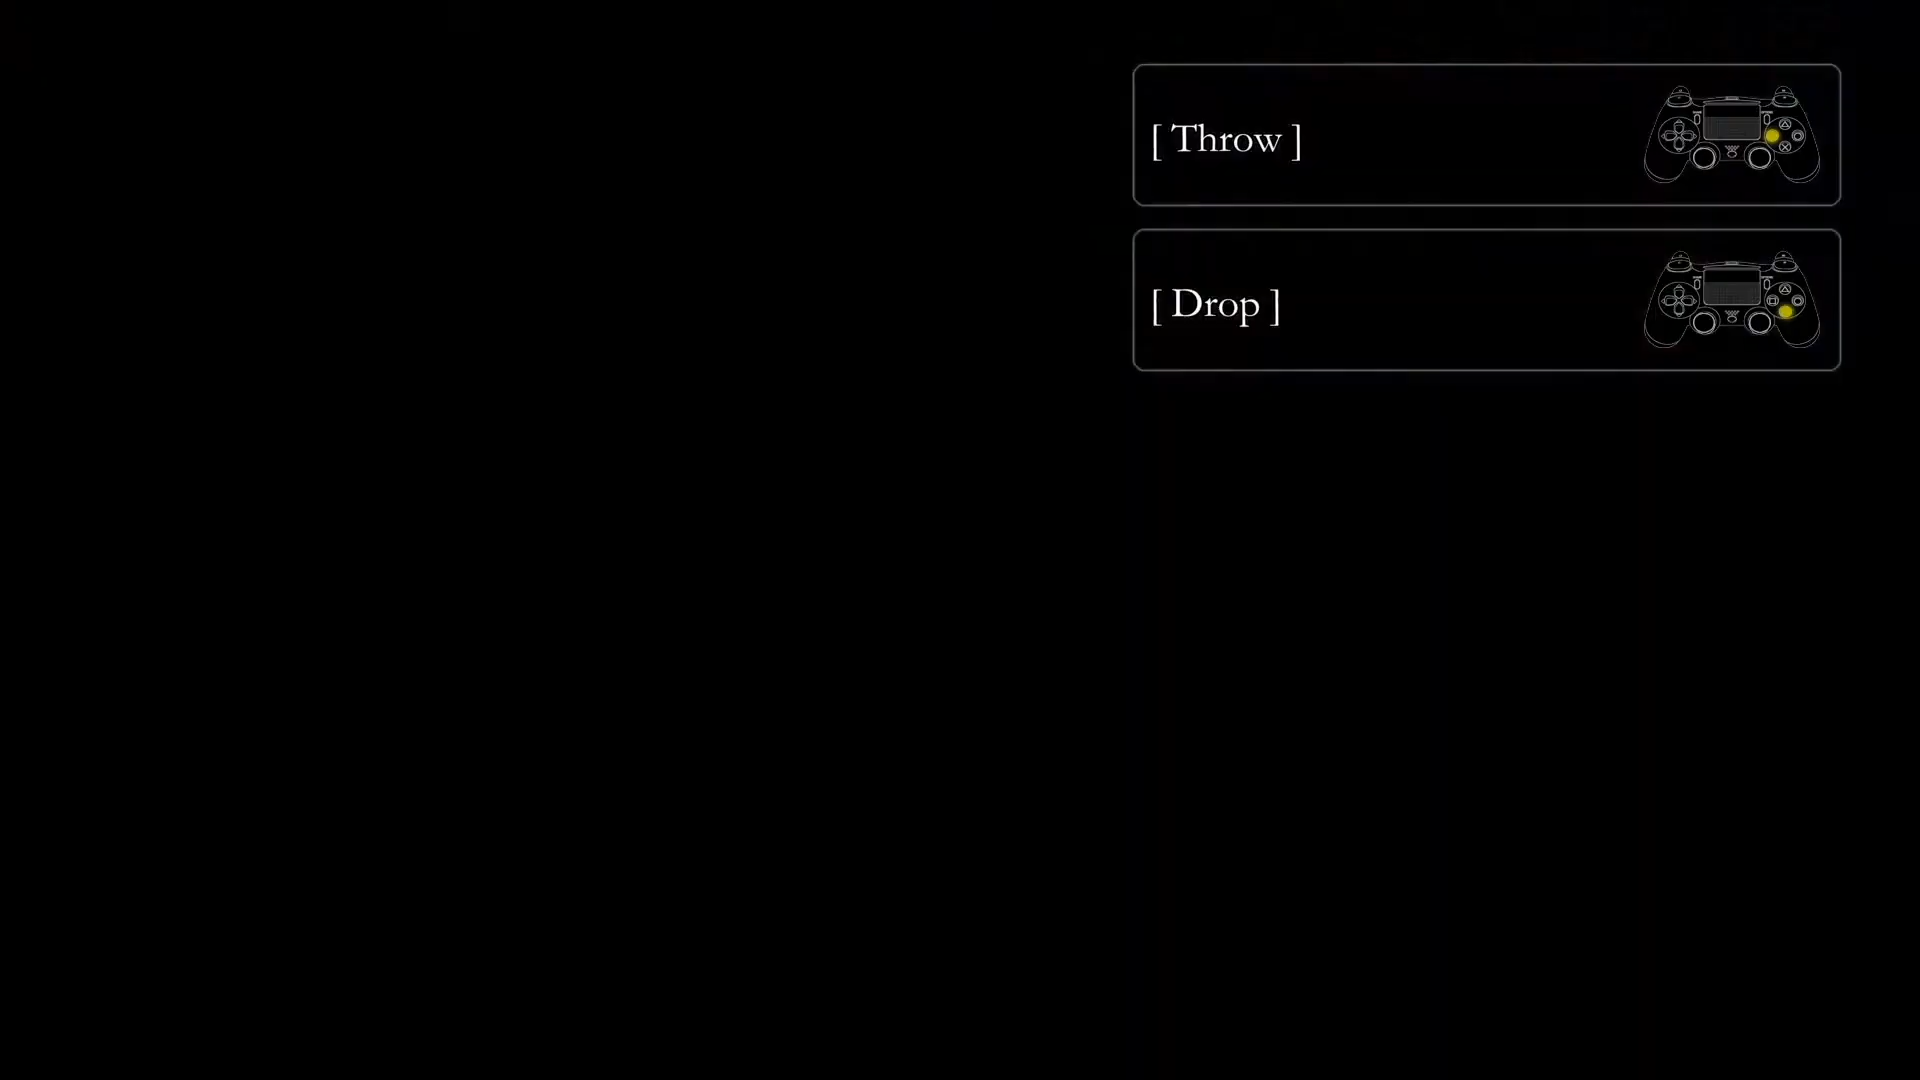 [ Throw ]
[ Drop ]